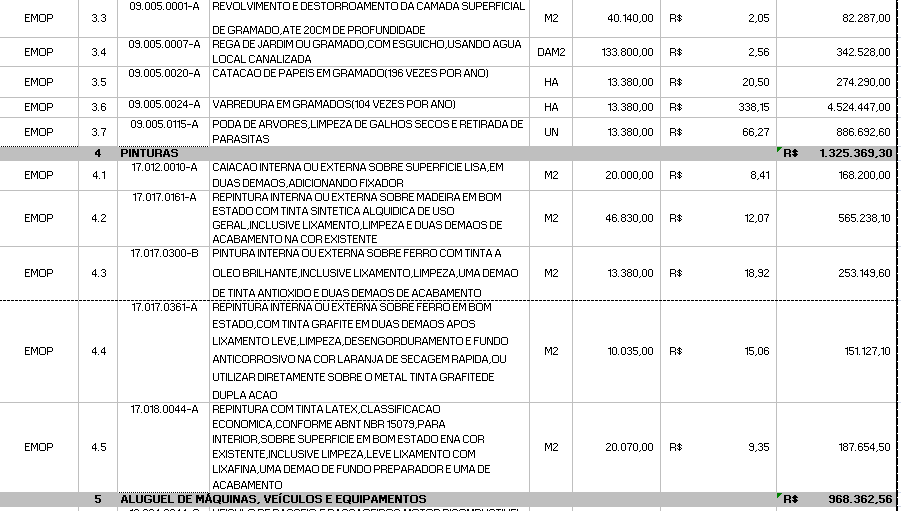 09.005.0001-A REVOLVIMENTO E DESTORROAMENTO DA CAMADA SUPERFICIAL
EMOP 3.3 DE GRAMADO,ATE 20CM DE PROFUNDIDADE M2 40.140,00 R$ 2,05 82.287,00
09.005.0007-A REGA DE JARDIM OU GRAMADO,COM ESGUICHO,USANDO AGUA
EMOP 3.4 LOCAL CANALIZADA DAM2 133.800,00 R$ 2,56 342.528,00
EMOP 3.5 09.005.0020-A CATACAO DE PAPEIS EM GRAMADO(196 VEZES POR ANO) HA 13.380,00 R$ 20,50 274.290,00
EMOP 3.6 09.005.0024-A VARREDURA EM GRAMADOS(104 VEZES POR ANO) HA 13.380,00 R$ 338,15 4.524.447,00
09.005.0115-A PODA DE ARVORES,LIMPEZA DE GALHOS SECOS E RETIRADA DE
EMOP 3.7 PARASITAS UN 13.380,00 R$ 66,27 886.692,60
4 PINTURAS R$ 1.325.369,30
17.012.0010-A CAIACAO INTERNA OU EXTERNA SOBRE SUPERFICIE LISA,EM
EMOP 4.1 DUAS DEMAOS,ADICIONANDO FIXADOR M2 20.000,00 R$ 8,41 168.200,00
17.017.0161-A REPINTURA INTERNA OU EXTERNA SOBRE MADEIRA EM BOM
ESTADO COM TINTA SINTETICA ALQUIDICA DE USO
EMOP 4.2 GERAL,INCLUSIVE LIXAMENTO,LIMPEZA E DUAS DEMAOS DE M2 46.830,00 R$ 12,07 565.238,10
ACABAMENTO NA COR EXISTENTE
17.017.0300-B PINTURA INTERNA OU EXTERNA SOBRE FERRO COM TINTA A
EMOP 4.3 OLEO BRILHANTE,INCLUSIVE LIXAMENTO,LIMPEZA,UMA DEMAO M2 13.380,00 R$ 18,92 253.149,60
DE TINTA ANTIOXIDO E DUAS DEMAOS DE ACABAMENTO
17.017.0361-A REPINTURA INTERNA OU EXTERNA SOBRE FERRO EM BOM
ESTADO,COM TINTA GRAFITE EM DUAS DEMAOS APOS
LIXAMENTO LEVE,LIMPEZA,DESENGORDURAMENTO E FUNDO
EMOP 4.4 ANTICORROSIVO NA COR LARANJA DE SECAGEM RAPIDA,OU M2 10.035,00 R$ 15,06 151.127,10
UTILIZAR DIRETAMENTE SOBRE O METAL TINTA GRAFITEDE
DUPLA ACAO
17.018.0044-A REPINTURA COM TINTA LATEX,CLASSIFICACAO
ECONOMICA,CONFORME ABNT NBR 15079,PARA
INTERIOR,SOBRE SUPERFICIE EM BOM ESTADO ENA COR
EMOP 4.5 EXISTENTE,INCLUSIVE LIMPEZA,LEVE LIXAMENTO COM M2 20.070,00 R$ 9,35 187.654,50
LIXAFINA,UMA DEMAO DE FUNDO PREPARADOR E UMA DE
ACABAMENTO
5 ALUGUEL DE MÁQUINAS, VEÍCULOS E EQUIPAMENTOS R$ 968.362,56